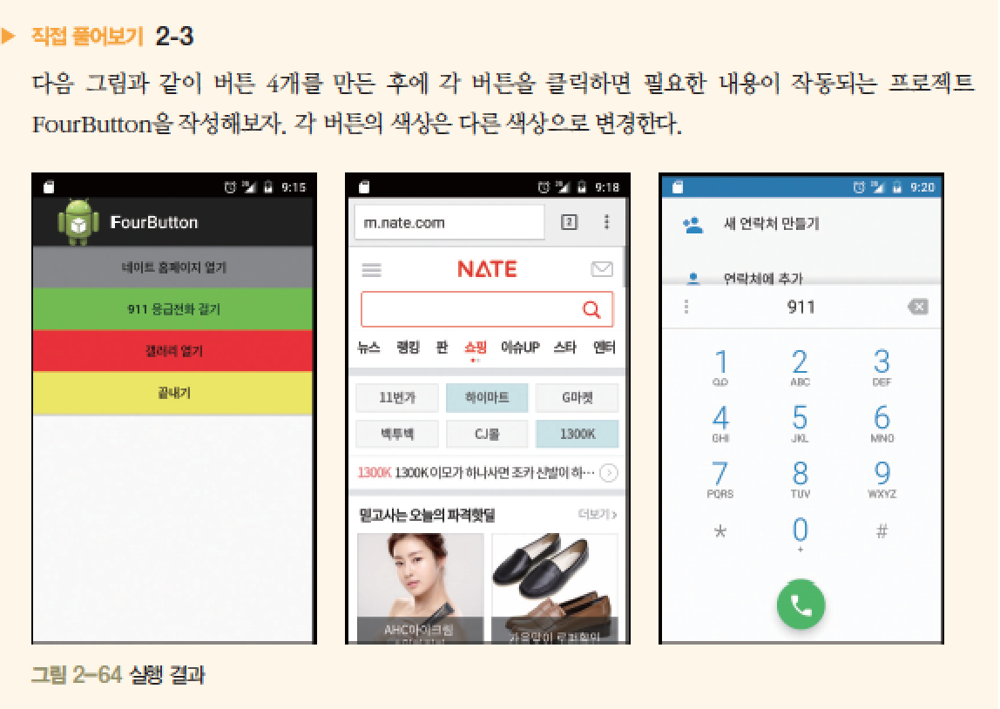 ▶ 직접 풀어보기 2-3
다음 그림과 같이 버튼 4개를 만든 후에 각 버튼을 클릭하면 필요한 내용이 작동되는 프로젝트
FourButton을 작성해보자. 각 버튼의 색상은 다른 색상으로 변경한다.
9:15
FourButton
네이트 홈페이지 열기
911 응급전화 걸기
갤러리 열기
끝내기
9:18
m.nate.com
2
NATE
뉴스 랭킹 판 쇼핑 이슈UP 스타 엔터
11번가 하이마트 G마켓
백투백 CJ몰 1300K
1300K 1300K이모가 하나사면 조카 신발이 하…
믿고사는 오늘의 파격핫딜 더보기 >
AHC아이크림
가을맞이 로퍼확인
9:20
새 연락처 만들기
연락처에 추가
911
1 2 3
ABC DEF
4 5 6
GHI JKL MNO
7 8 9
PQRS TUV WXYZ
* 0 #
+
그림 2-64 실행 결과